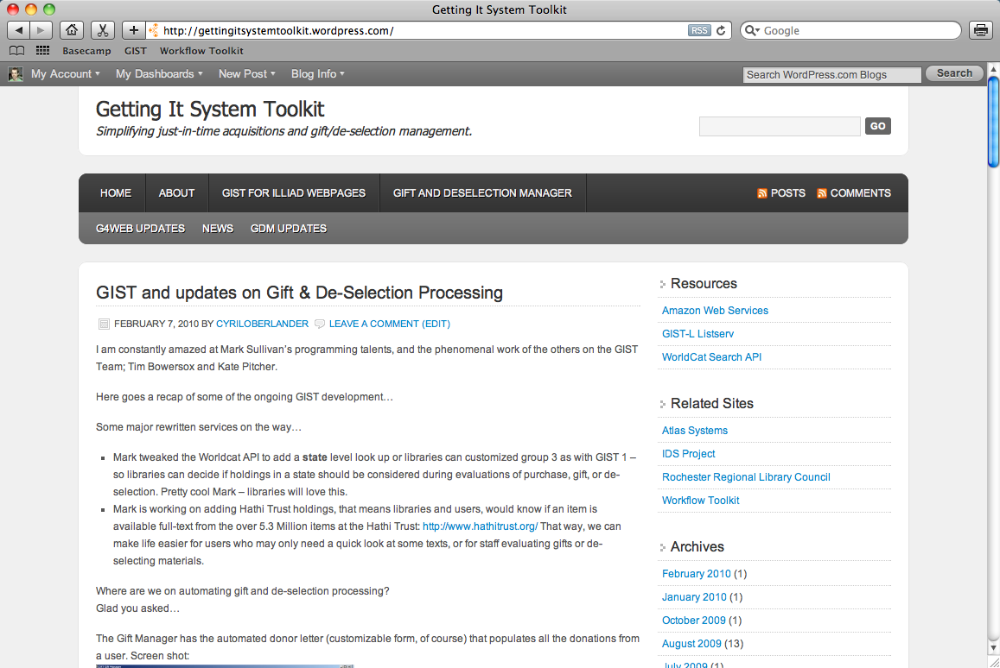 Getting It System Toolkit
http://gettingitsystemtoolkit.wordpress.com/
RSS
Google
Basecamp GIST Workflow Toolkit
My Account My Dashboards New Post Blog Info
Search WordPress.com Blogs
Search
Getting It System Toolkit
Simplifying just-in-time acquisitions and gift/de-selection management.
GO
HOME ABOUT GIST FOR ILLIAD WEBPAGES GIFT AND DESELECTION MANAGER
POSTS COMMENTS
G4WEB UPDATES NEWS GDM UPDATES
GIST and updates on Gift & De-Selection Processing
FEBRUARY 7, 2010 BY CYRILOBERLANDER LEAVE A COMMENT (EDIT)
I am constantly amazed at Mark Sullivan's programming talents, and the phenomenal work of the others on the GIST
Team; Tim Bowersox and Kate Pitcher.
Here goes a recap of some of the ongoing GIST development…
Some major rewritten services on the way…
Mark tweaked the Worldcat API to add a state level look up or libraries can customized group 3 as with GIST 1 –
so libraries can decide if holdings in a state should be considered during evaluations of purchase, gift, or de-
selection. Pretty cool Mark – libraries will love this.
Mark is working on adding Hathi Trust holdings, that means libraries and users, would know if an item is
available full-text from the over 5.3 Million items at the Hathi Trust: http://www.hathitrust.org/ That way, we can
make life easier for users who may only need a quick look at some texts, or for staff evaluating gifts or de-
selecting materials.
Where are we on automating gift and de-selection processing?
Glad you asked…
The Gift Manager has the automated donor letter (customizable form, of course) that populates all the donations from
a user. Screen shot:
Resources
Amazon Web Services
GIST-L Listserv
WorldCat Search API
Related Sites
Atlas Systems
IDS Project
Rochester Regional Library Council
Workflow Toolkit
Archives
February 2010 (1)
January 2010 (1)
October 2009 (1)
August 2009 (13)
July 2009 (1)